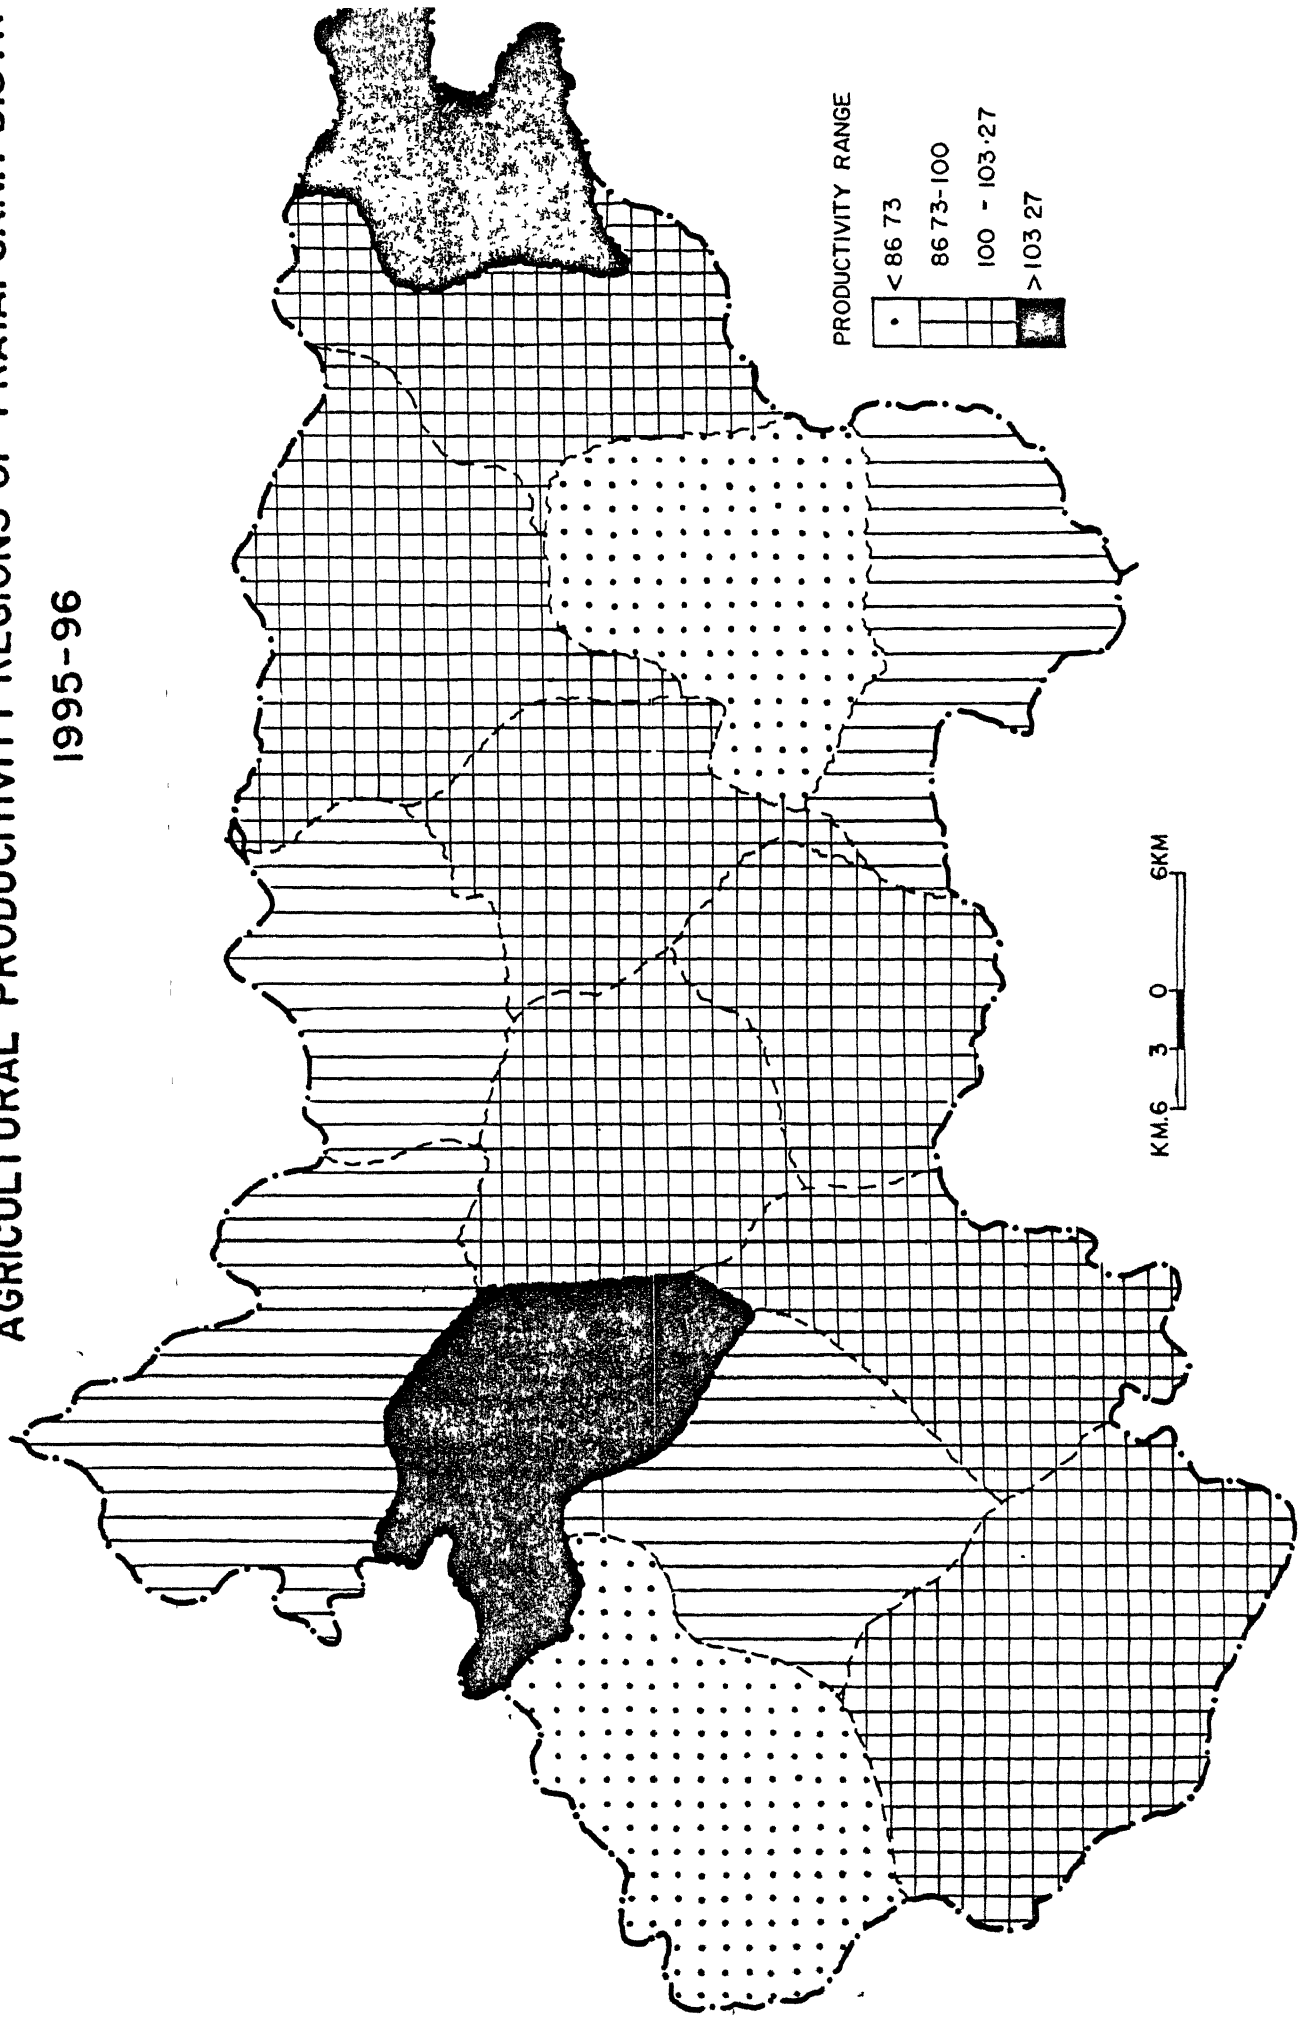 AGRICULTURAL PRODUCTIVITY REGIONS OF
1995-96
PRODUCTIVITY RANGE
< 86 73
86 73-100
100 - 103·27
>103 27
KM.6 3 0 6KM